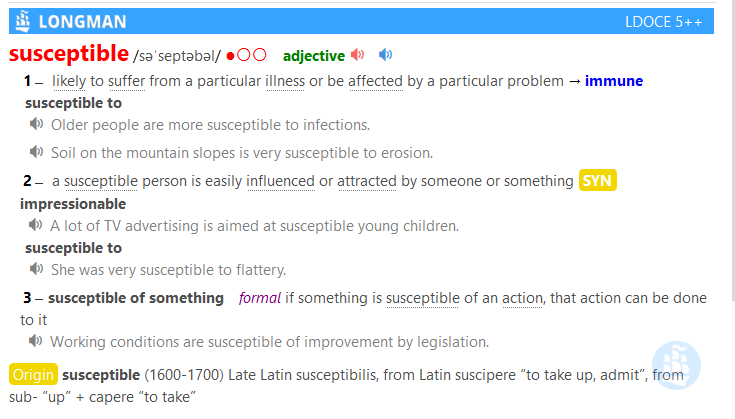 LONGMAN LDOCE 5++
susceptible /səˈseptəbəl/ ●○○ adjective
1 – likely to suffer from a particular illness or be affected by a particular problem → immune
susceptible to
Older people are more susceptible to infections.
Soil on the mountain slopes is very susceptible to erosion.
2 – a susceptible person is easily influenced or attracted by someone or something SYN
impressionable
A lot of TV advertising is aimed at susceptible young children.
susceptible to
She was very susceptible to flattery.
3 – susceptible of something formal if something is susceptible of an action, that action can be done
to it
Working conditions are susceptible of improvement by legislation.
Origin susceptible (1600-1700) Late Latin susceptibilis, from Latin suscipere “to take up, admit”, from
sub- “up” + capere “to take”